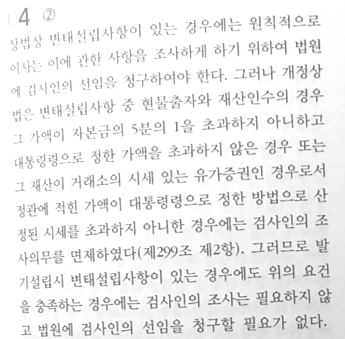 4 ②
상법상 변태설립사항이 있는 경우에는 원칙적으로
이사는 이에 관한 사항을 조사하게 하기 위하여 법원
에 검사인의 선임을 청구하여야 한다. 그러나 개정상
법은 변태설립사항 중 현물출자와 재산인수의 경우
그 가액이 자본금의 5분의 1을 초과하지 아니하고
대통령령으로 정한 가액을 초과하지 않은 경우 또는
그 재산이 거래소의 시세 있는 유가증권인 경우로서
정관에 적힌 가액이 대통령령으로 정한 방법으로 산
정된 시세를 초과하지 아니한 경우에는 검사인의 조
사의무를 면제하였다(제299조 제2항). 그러므로 발
기설립시 변태설립사항이 있는 경우에도 위의 요건
을 충족하는 경우에는 검사인의 조사는 필요하지 않
고 법원에 검사인의 선임을 청구할 필요가 없다.